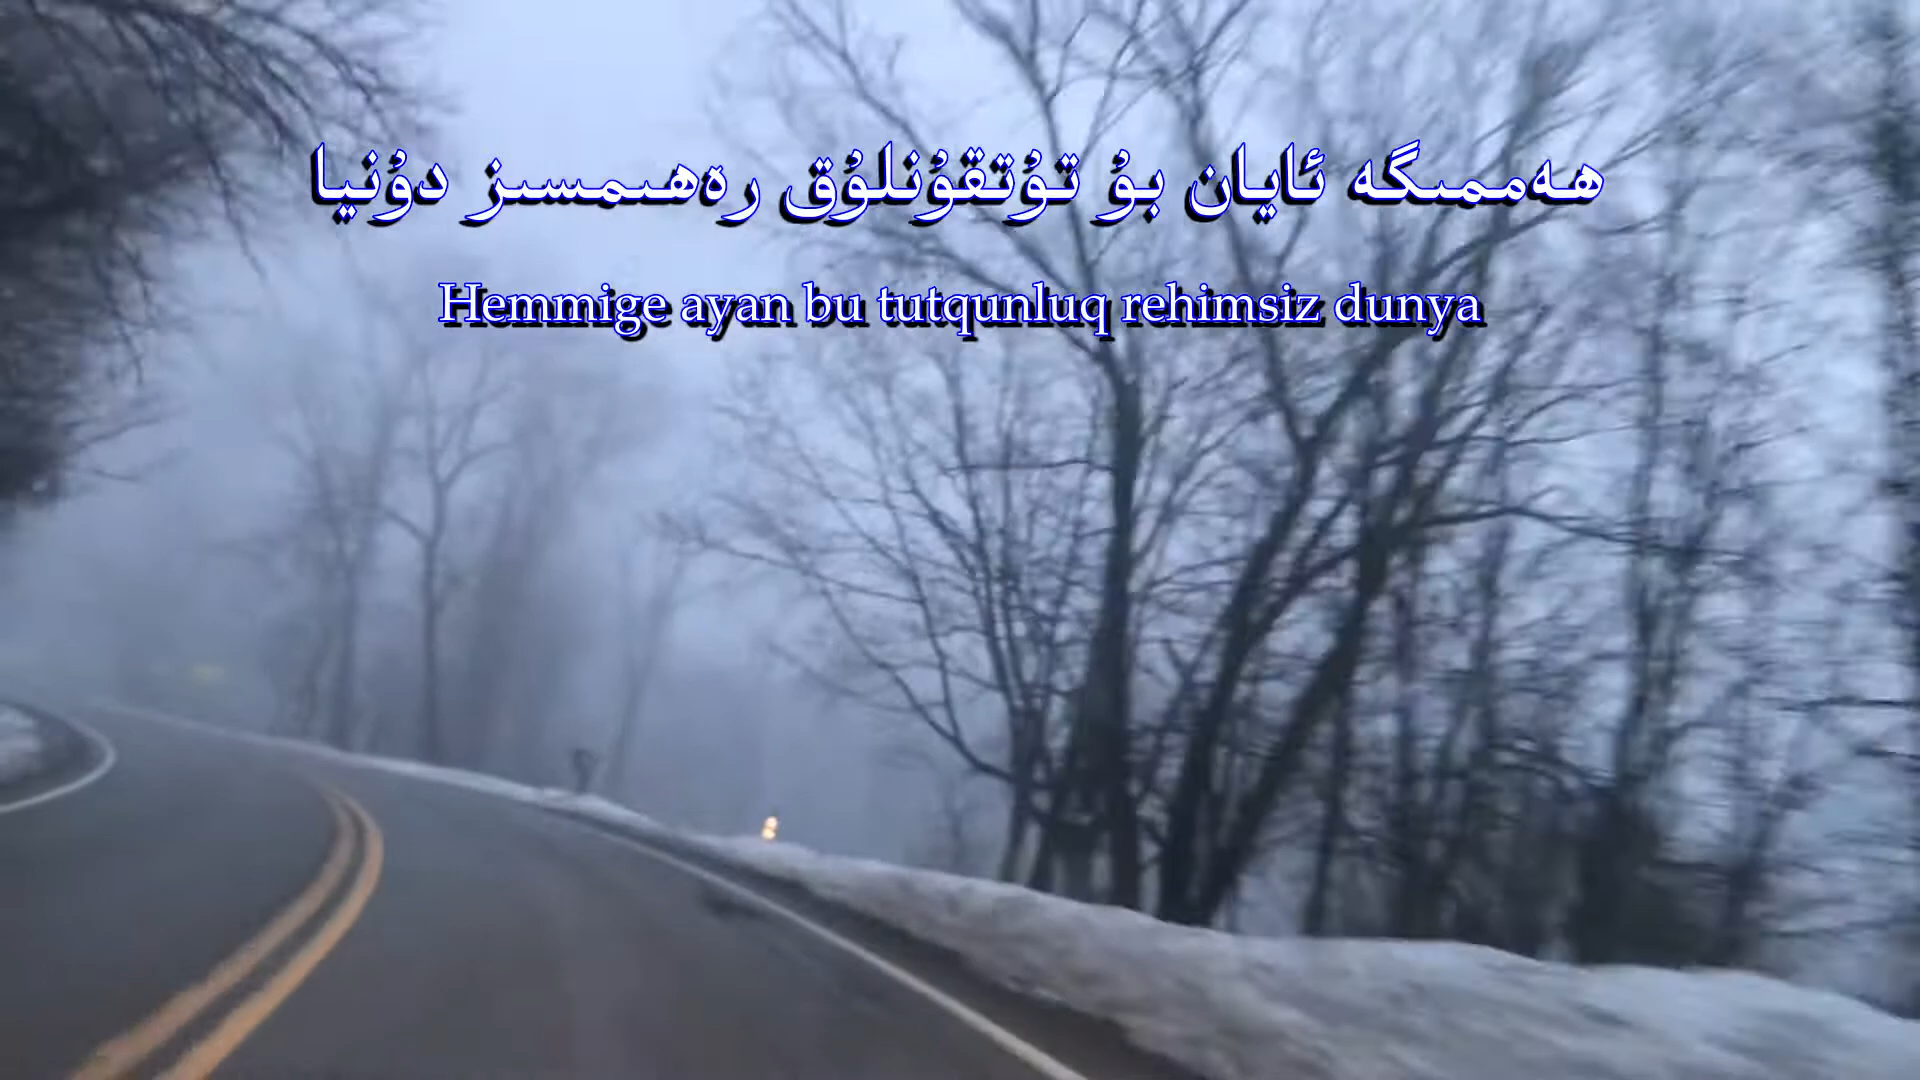 ھەممىگە ئايان بۇ تۇتقۇنلۇق رەھىمسىز دۇنيا
Hemmige ayan bu tutqunluq rehimsiz dunya